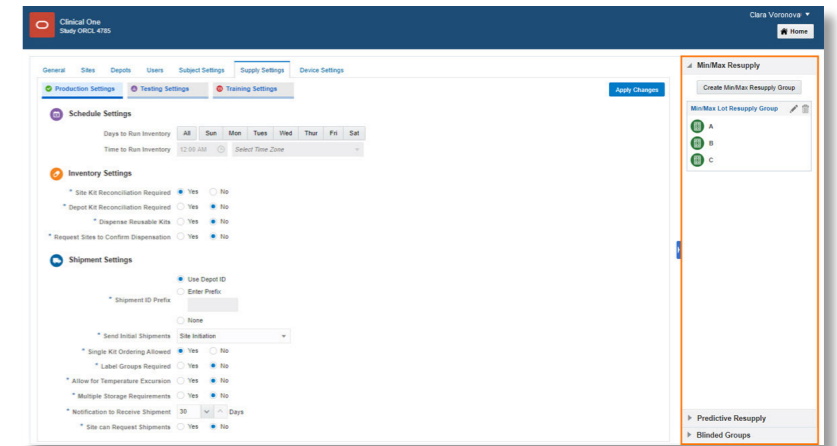 Clinical One
Study ORCL 4785
Clara Voronova
Home
General Sites Depots Users Subject Settings Supply Settings Device Settings
Production Settings Testing Settings Training Settings Apply Changes
Schedule Settings
Days to Run Inventory All Sun Mon Tues Wed Thur Fri Sat
Time to Run Inventory 12:00 AM Select Time Zone
Inventory Settings
* Site Kit Reconciliation Required Yes No
* Depot Kit Reconciliation Required Yes No
* Dispense Reusable Kits Yes No
* Request Sites to Confirm Dispensation Yes No
Shipment Settings
Use Depot ID
Enter Prefix
* Shipment ID Prefix
None
* Send Initial Shipments Site Initiation
* Single Kit Ordering Allowed Yes No
* Label Groups Required Yes No
* Allow for Temperature Excursion Yes No
* Multiple Storage Requirements Yes No
* Notification to Receive Shipment 30 Days
* Site can Request Shipments Yes No
Min/Max Resupply
Create Min/Max Resupply Group
Min/Max Lot Resupply Group
A
B
C
Predictive Resupply
Blinded Groups